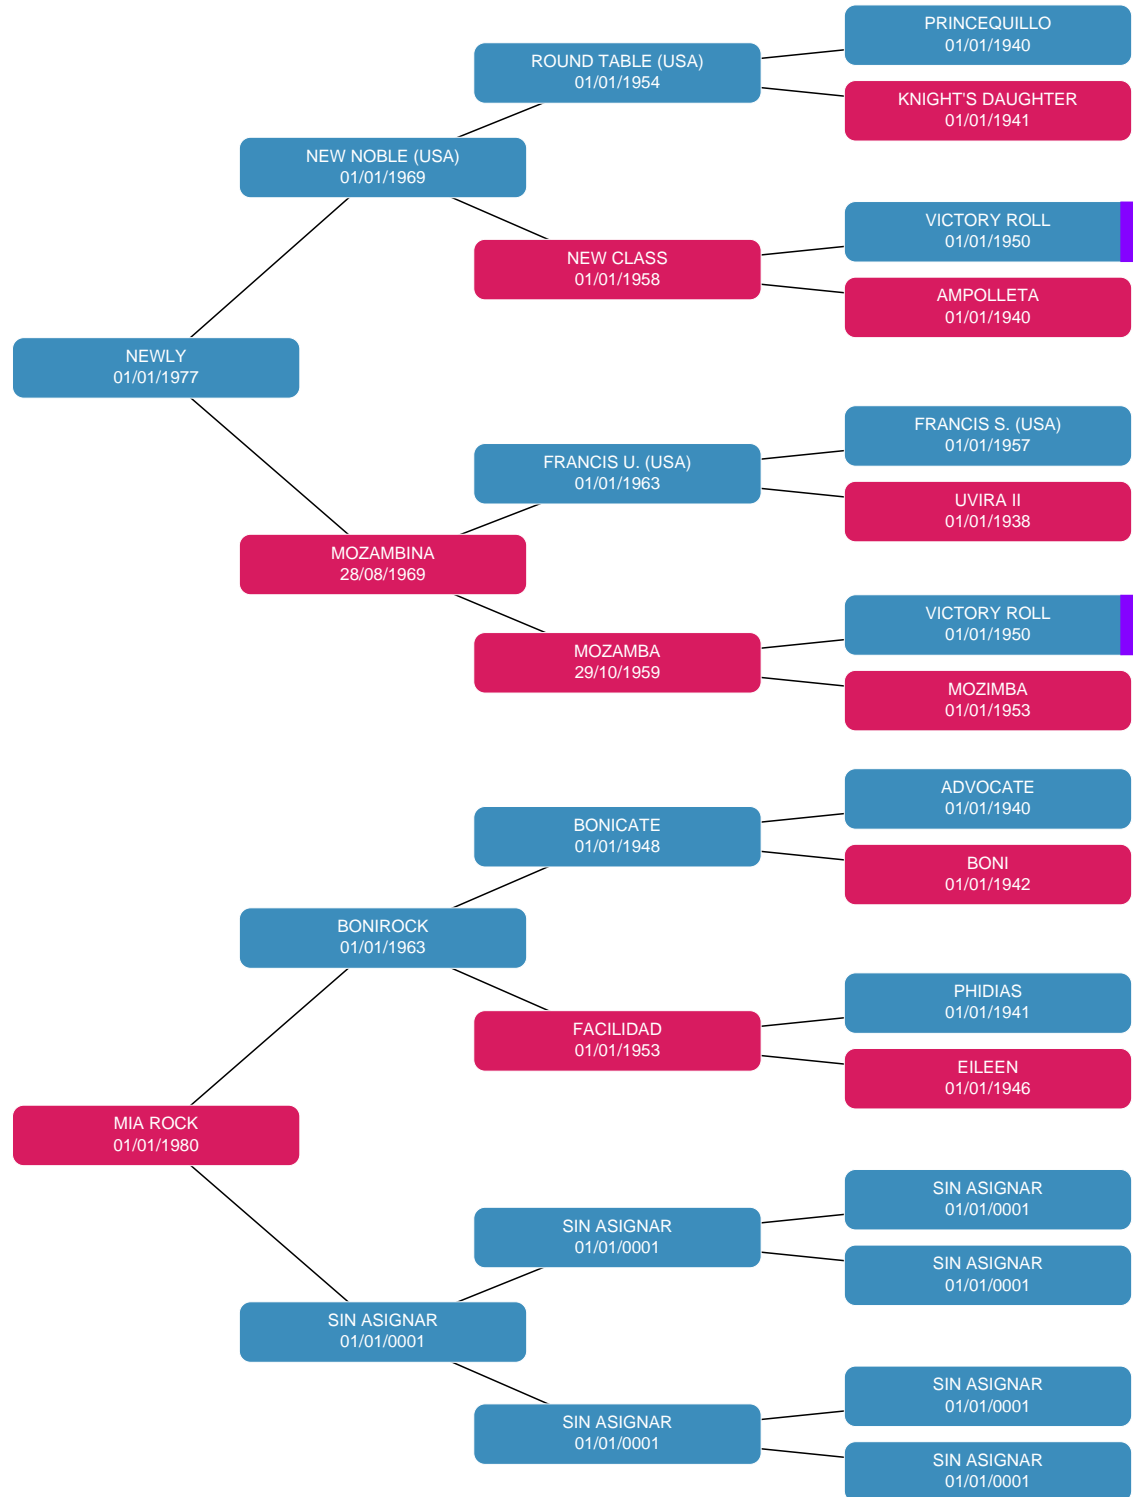 PRINCEQUILLO
01/01/1940
ROUND TABLE (USA)
01/01/1954
KNIGHT'S DAUGHTER
01/01/1941
NEW NOBLE (USA)
01/01/1969
VICTORY ROLL
01/01/1950
NEW CLASS
01/01/1958
AMPOLLETA
01/01/1940
NEWLY
01/01/1977
FRANCIS S. (USA)
01/01/1957
FRANCIS U. (USA)
01/01/1963
UVIRA II
01/01/1938
MOZAMBINA
28/08/1969
VICTORY ROLL
01/01/1950
MOZAMBA
29/10/1959
MOZIMBA
01/01/1953
ADVOCATE
01/01/1940
BONICATE
01/01/1948
BONI
01/01/1942
BONIROCK
01/01/1963
PHIDIAS
01/01/1941
FACILIDAD
01/01/1953
EILEEN
01/01/1946
MIA ROCK
01/01/1980
SIN ASIGNAR
01/01/0001
SIN ASIGNAR
01/01/0001
SIN ASIGNAR
01/01/0001
SIN ASIGNAR
01/01/0001
SIN ASIGNAR
01/01/0001
SIN ASIGNAR
01/01/0001
SIN ASIGNAR
01/01/0001